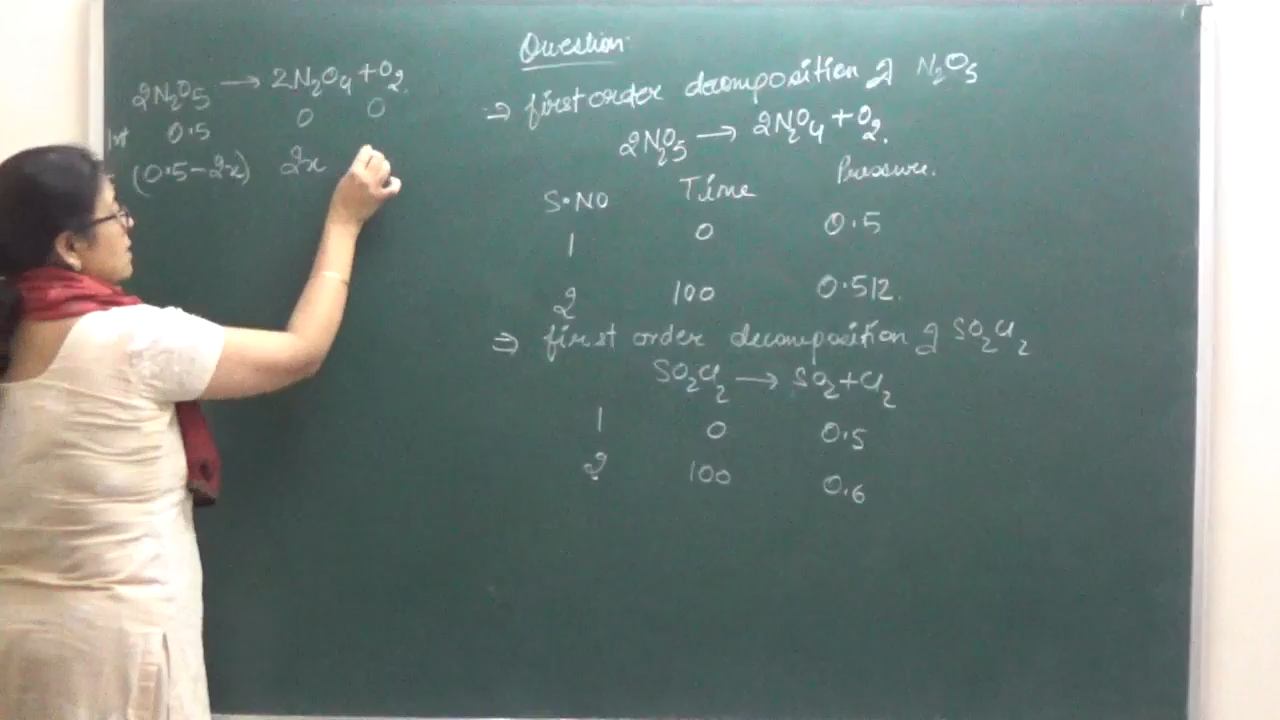 2N₂O₅ → 2N₂O₄ + O₂
0.5 0 0
(0.5-2x) 2x
Question
⇒ first order decomposition of N₂O₅
2N₂O₅ → 2N₂O₄ + O₂.
S.NO Time Pressure.
1 0 0.5
2 100 0.512.
⇒ first order decomposition of SO₂Cl₂
SO₂Cl₂ → SO₂ + Cl₂
1 0 0.5
2 100 0.6